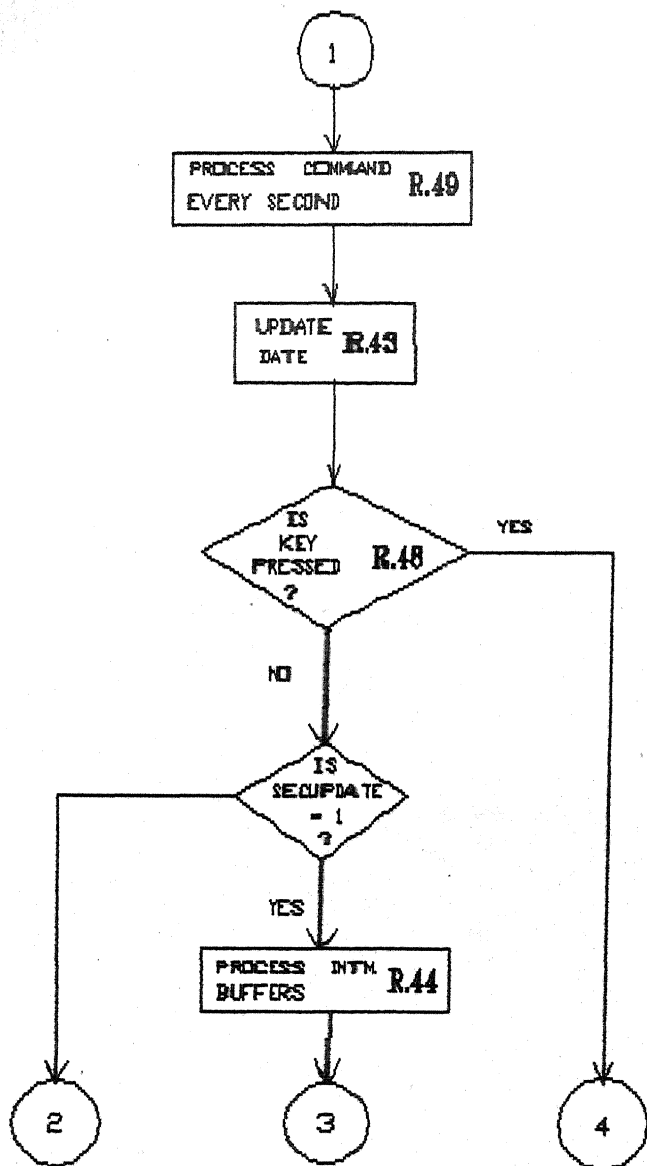 1
PROCESS COMMAND
EVERY SECOND R.49
UPDATE
DATE R.43
IS
KEY
PRESSED R.48
?
YES
NO
IS
SECUPDATE
= 1
?
YES
PROCESS INTM.
BUFFERS R.44
2
3
4